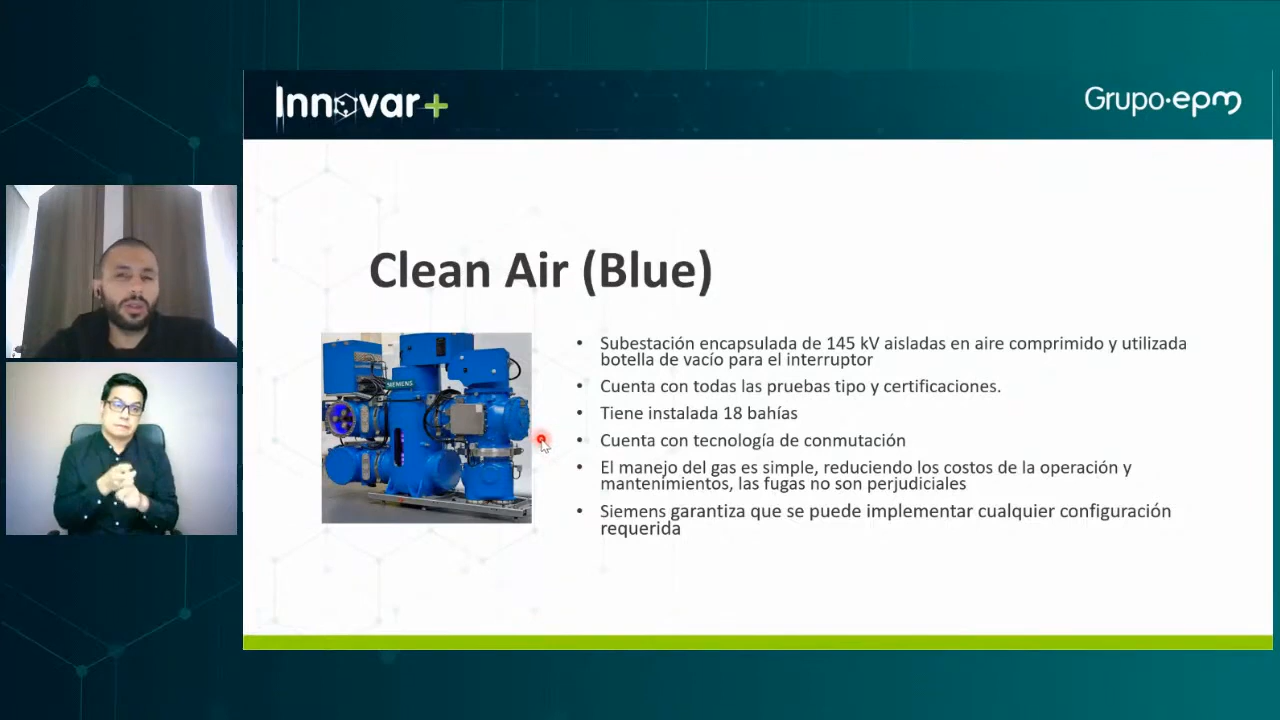 Innovar+
Grupo·epm
Clean Air (Blue)
SIEMENS
• Subestación encapsulada de 145 kV aisladas en aire comprimido y utilizada
botella de vacío para el interruptor
• Cuenta con todas las pruebas tipo y certificaciones.
• Tiene instalada 18 bahías
• Cuenta con tecnología de conmutación
• El manejo del gas es simple, reduciendo los costos de la operación y
mantenimientos, las fugas no son perjudiciales
• Siemens garantiza que se puede implementar cualquier configuración
requerida